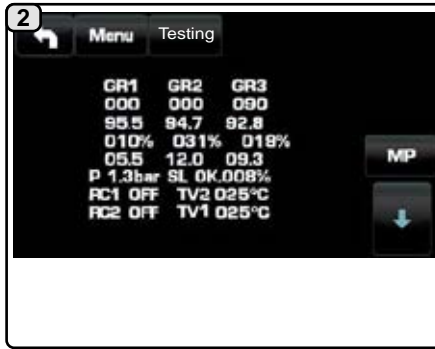 2
Menu Testing
GR1 GR2 GR3
000 000 090
95.5 94.7 92.8
010% 031% 019%
05.5 12.0 09.3
MP
P 1.3bar SL OK.008%
RC1 OFF TV2 025°C
RC2 OFF TV1 025°C